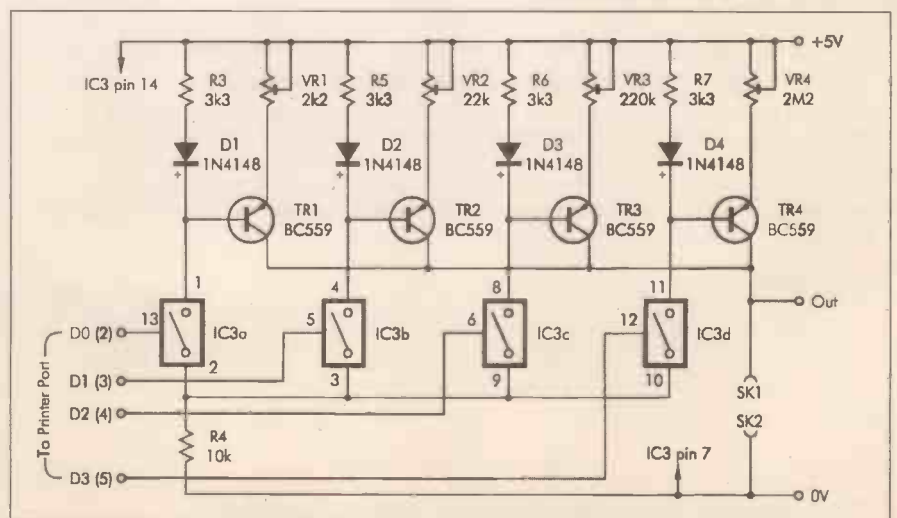 +5V
IC3 pin 14
R3
3k3
VR1
2k2
R5
3k3
VR2
22k
R6
3k3
VR3
220k
R7
3k3
VR4
2M2
D1
1N4148
+
D2
1N4148
+
D3
1N4148
+
D4
1N4148
+
TR1
BC559
TR2
BC559
TR3
BC559
TR4
BC559
1
4
8
11
Out
13
IC3a
5
IC3b
6
IC3c
12
IC3d
2
3
9
10
To Printer Port
D0 (2)
D1 (3)
D2 (4)
D3 (5)
R4
10k
SK1
SK2
IC3 pin 7
0V